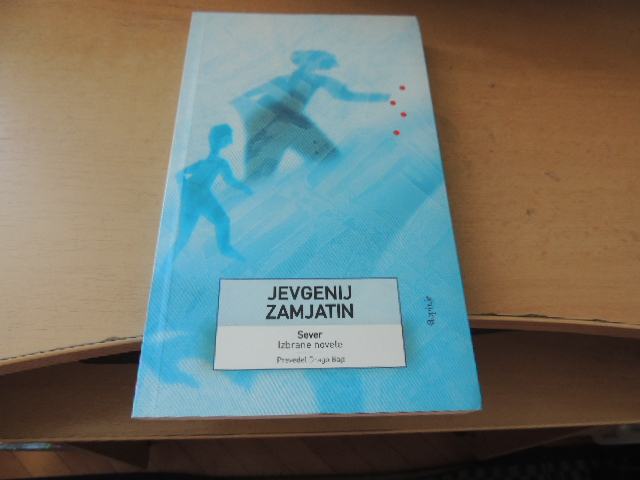 JEVGENIJ
ZAMJATIN
Sever
Izbrane novele
Prevedel Drago Bajt